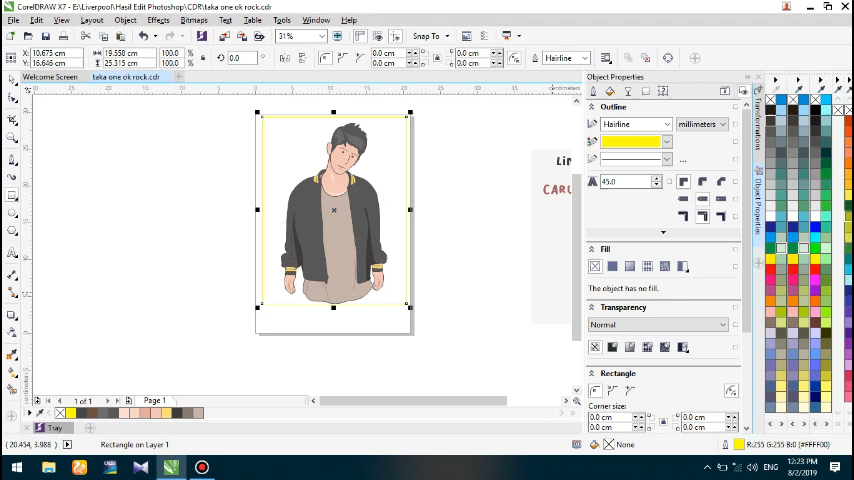 CorelDRAW X7 - E:\Liverpool\Hasil Edit Photoshop\CDR\taka one ok rock.cdr
File Edit View Layout Object Effects Bitmaps Text Table Tools Window Help
31% Snap To
X: 10.675 cm 19.558 cm 100.0 % 0.0 0.0 cm 0.0 cm Hairline
Y: 16.646 cm 25.315 cm 100.0 % 0.0 cm 0.0 cm
Welcome Screen taka one ok rock.cdr Object Properties
centimeters
Outline
Hairline millimeters
45.0
Fill
The object has no fill.
Transparency
Normal
Rectangle
Corner size:
0.0 cm 0.0 cm
0.0 cm 0.0 cm
Transformations
Object Properties
1 of 1 Page 1
Tray
(20.454, 3.988) Rectangle on Layer 1 None R:255 G:255 B:0 (#FFFF00)
ENG 12:23 PM
8/2/2019